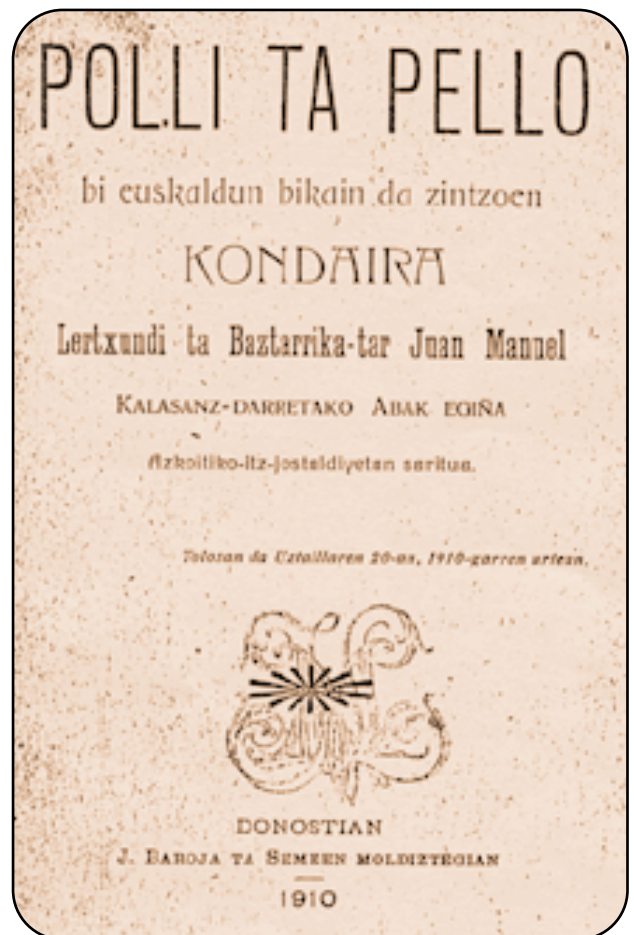 POLLI TA PELLO
bi euskaldun bikain da zintzoen
KONDAIRA
Lertxundi ta Baztarrika-tar Juan Manuel
KALASANZ-DARRETAKO ABAK EGIÑA
Azkoitiko-itz-jostaldiyetan saritua.
Tolosan da Uztaillaren 20-an, 1910-garren urtean.
DONOSTIAN
J. BAROJA TA SEMEEN MOLDIZTEGIAN
1910